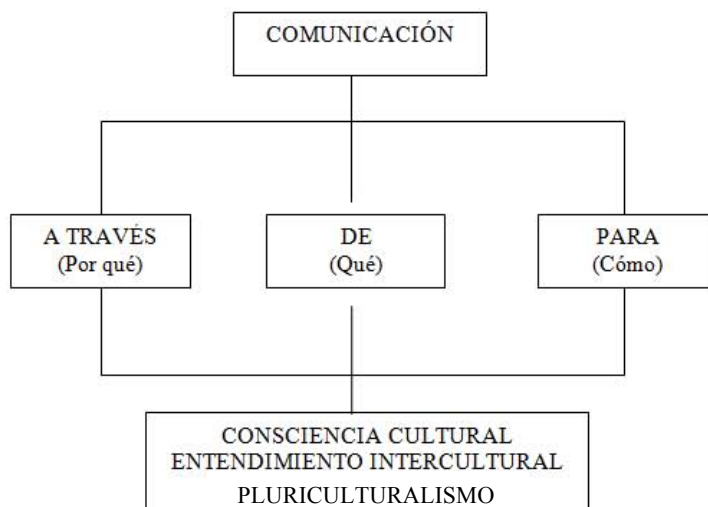 COMUNICACIÓN
A TRAVÉS
(Por qué)
DE
(Qué)
PARA
(Cómo)
CONSCIENCIA CULTURAL
ENTENDIMIENTO INTERCULTURAL
PLURICULTURALISMO